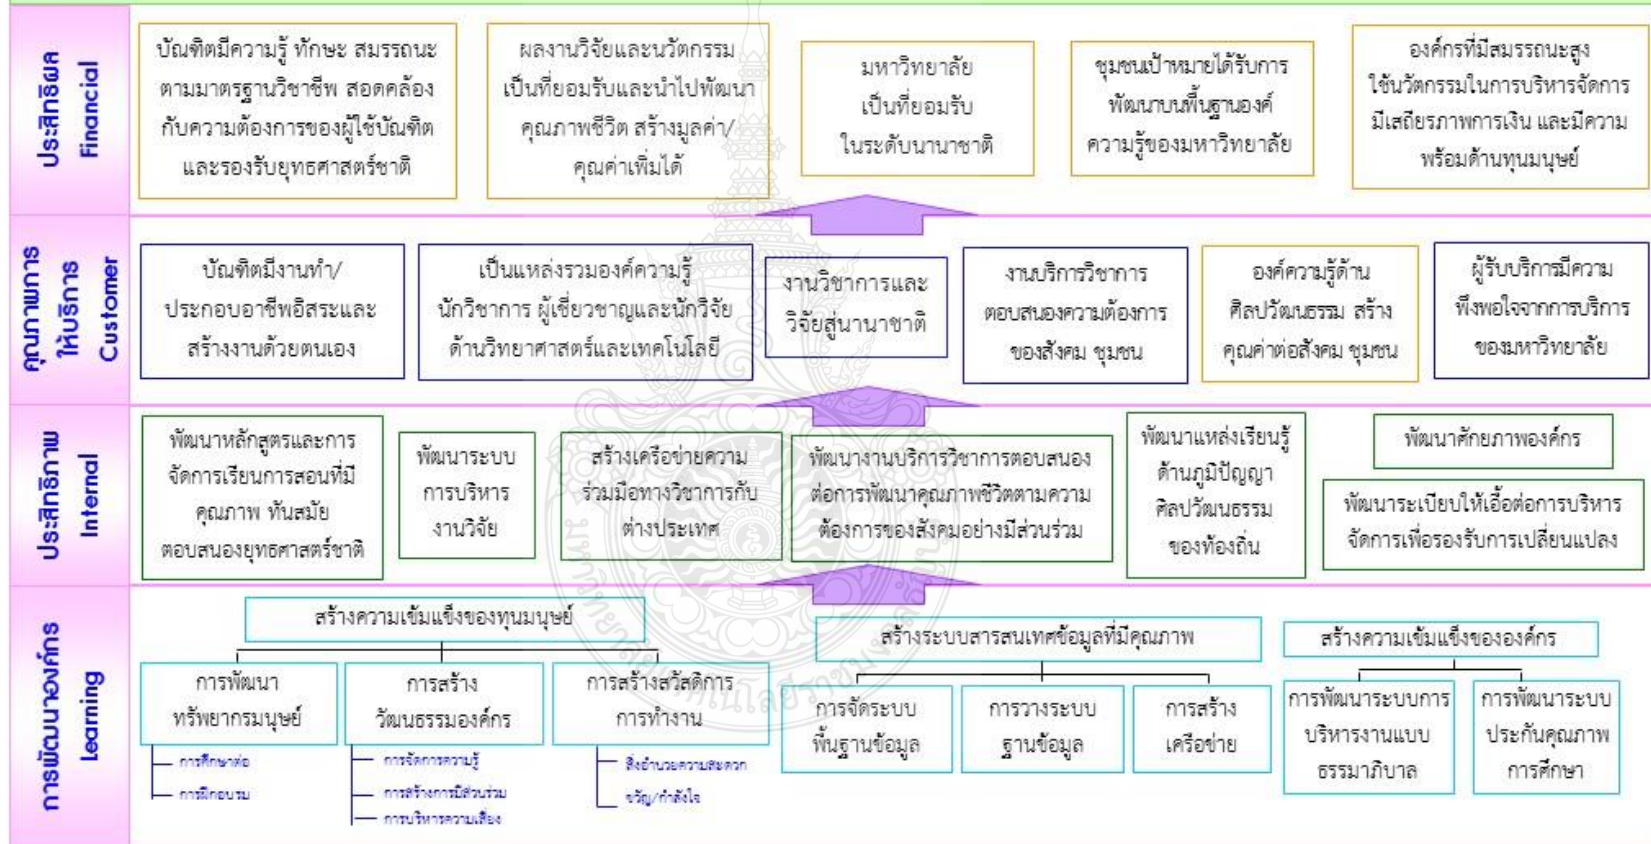 ประสิทธิผล
Financial
บัณฑิตมีความรู้ ทักษะ สมรรถนะ
ตามมาตรฐานวิชาชีพ สอดคล้อง
กับความต้องการของผู้ใช้บัณฑิต
และรองรับยุทธศาสตร์ชาติ
ผลงานวิจัยและนวัตกรรม
เป็นที่ยอมรับและนำไปพัฒนา
คุณภาพชีวิต สร้างมูลค่า/
คุณค่าเพิ่มได้
มหาวิทยาลัย
เป็นที่ยอมรับ
ในระดับนานาชาติ
ชุมชนเป้าหมายได้รับการ
พัฒนาบนพื้นฐานองค์
ความรู้ของมหาวิทยาลัย
องค์กรที่มีสมรรถนะสูง
ใช้นวัตกรรมในการบริหารจัดการ
มีเสถียรภาพการเงิน และมีความ
พร้อมด้านทุนมนุษย์
คุณภาพการ
ให้บริการ
Customer
บัณฑิตมีงานทำ/
ประกอบอาชีพอิสระและ
สร้างงานด้วยตนเอง
เป็นแหล่งรวมองค์ความรู้
นักวิชาการ ผู้เชี่ยวชาญและนักวิจัย
ด้านวิทยาศาสตร์และเทคโนโลยี
งานวิชาการและ
วิจัยสู่นานาชาติ
งานบริการวิชาการ
ตอบสนองความต้องการ
ของสังคม ชุมชน
องค์ความรู้ด้าน
ศิลปวัฒนธรรม สร้าง
คุณค่าต่อสังคม ชุมชน
ผู้รับบริการมีความ
พึงพอใจจากการบริการ
ของมหาวิทยาลัย
ประสิทธิภาพ
Internal
พัฒนาหลักสูตรและการ
จัดการเรียนการสอนที่มี
คุณภาพ ทันสมัย
ตอบสนองยุทธศาสตร์ชาติ
พัฒนาระบบ
การบริหาร
งานวิจัย
สร้างเครือข่ายความ
ร่วมมือทางวิชาการกับ
ต่างประเทศ
พัฒนางานบริการวิชาการตอบสนอง
ต่อการพัฒนาคุณภาพชีวิตตามความ
ต้องการของสังคมอย่างมีส่วนร่วม
พัฒนาแหล่งเรียนรู้
ด้านภูมิปัญญา
ศิลปวัฒนธรรม
ของท้องถิ่น
พัฒนาศักยภาพองค์กร
พัฒนาระเบียบให้เอื้อต่อการบริหาร
จัดการเพื่อรองรับการเปลี่ยนแปลง
การพัฒนาองค์กร
Learning
สร้างความเข้มแข็งของทุนมนุษย์
การพัฒนา
ทรัพยากรมนุษย์
การศึกษาต่อ
การฝึกอบรม
การสร้าง
วัฒนธรรมองค์กร
การจัดการความรู้
การสร้างการมีส่วนร่วม
การบริหารความเสี่ยง
การสร้างสวัสดิการ
การทำงาน
สิ่งอำนวยความสะดวก
ขวัญ/กำลังใจ
สร้างระบบสารสนเทศข้อมูลที่มีคุณภาพ
การจัดระบบ
พื้นฐานข้อมูล
การวางระบบ
ฐานข้อมูล
การสร้าง
เครือข่าย
สร้างความเข้มแข็งขององค์กร
การพัฒนาระบบการ
บริหารงานแบบ
ธรรมาภิบาล
การพัฒนาระบบ
ประกันคุณภาพ
การศึกษา